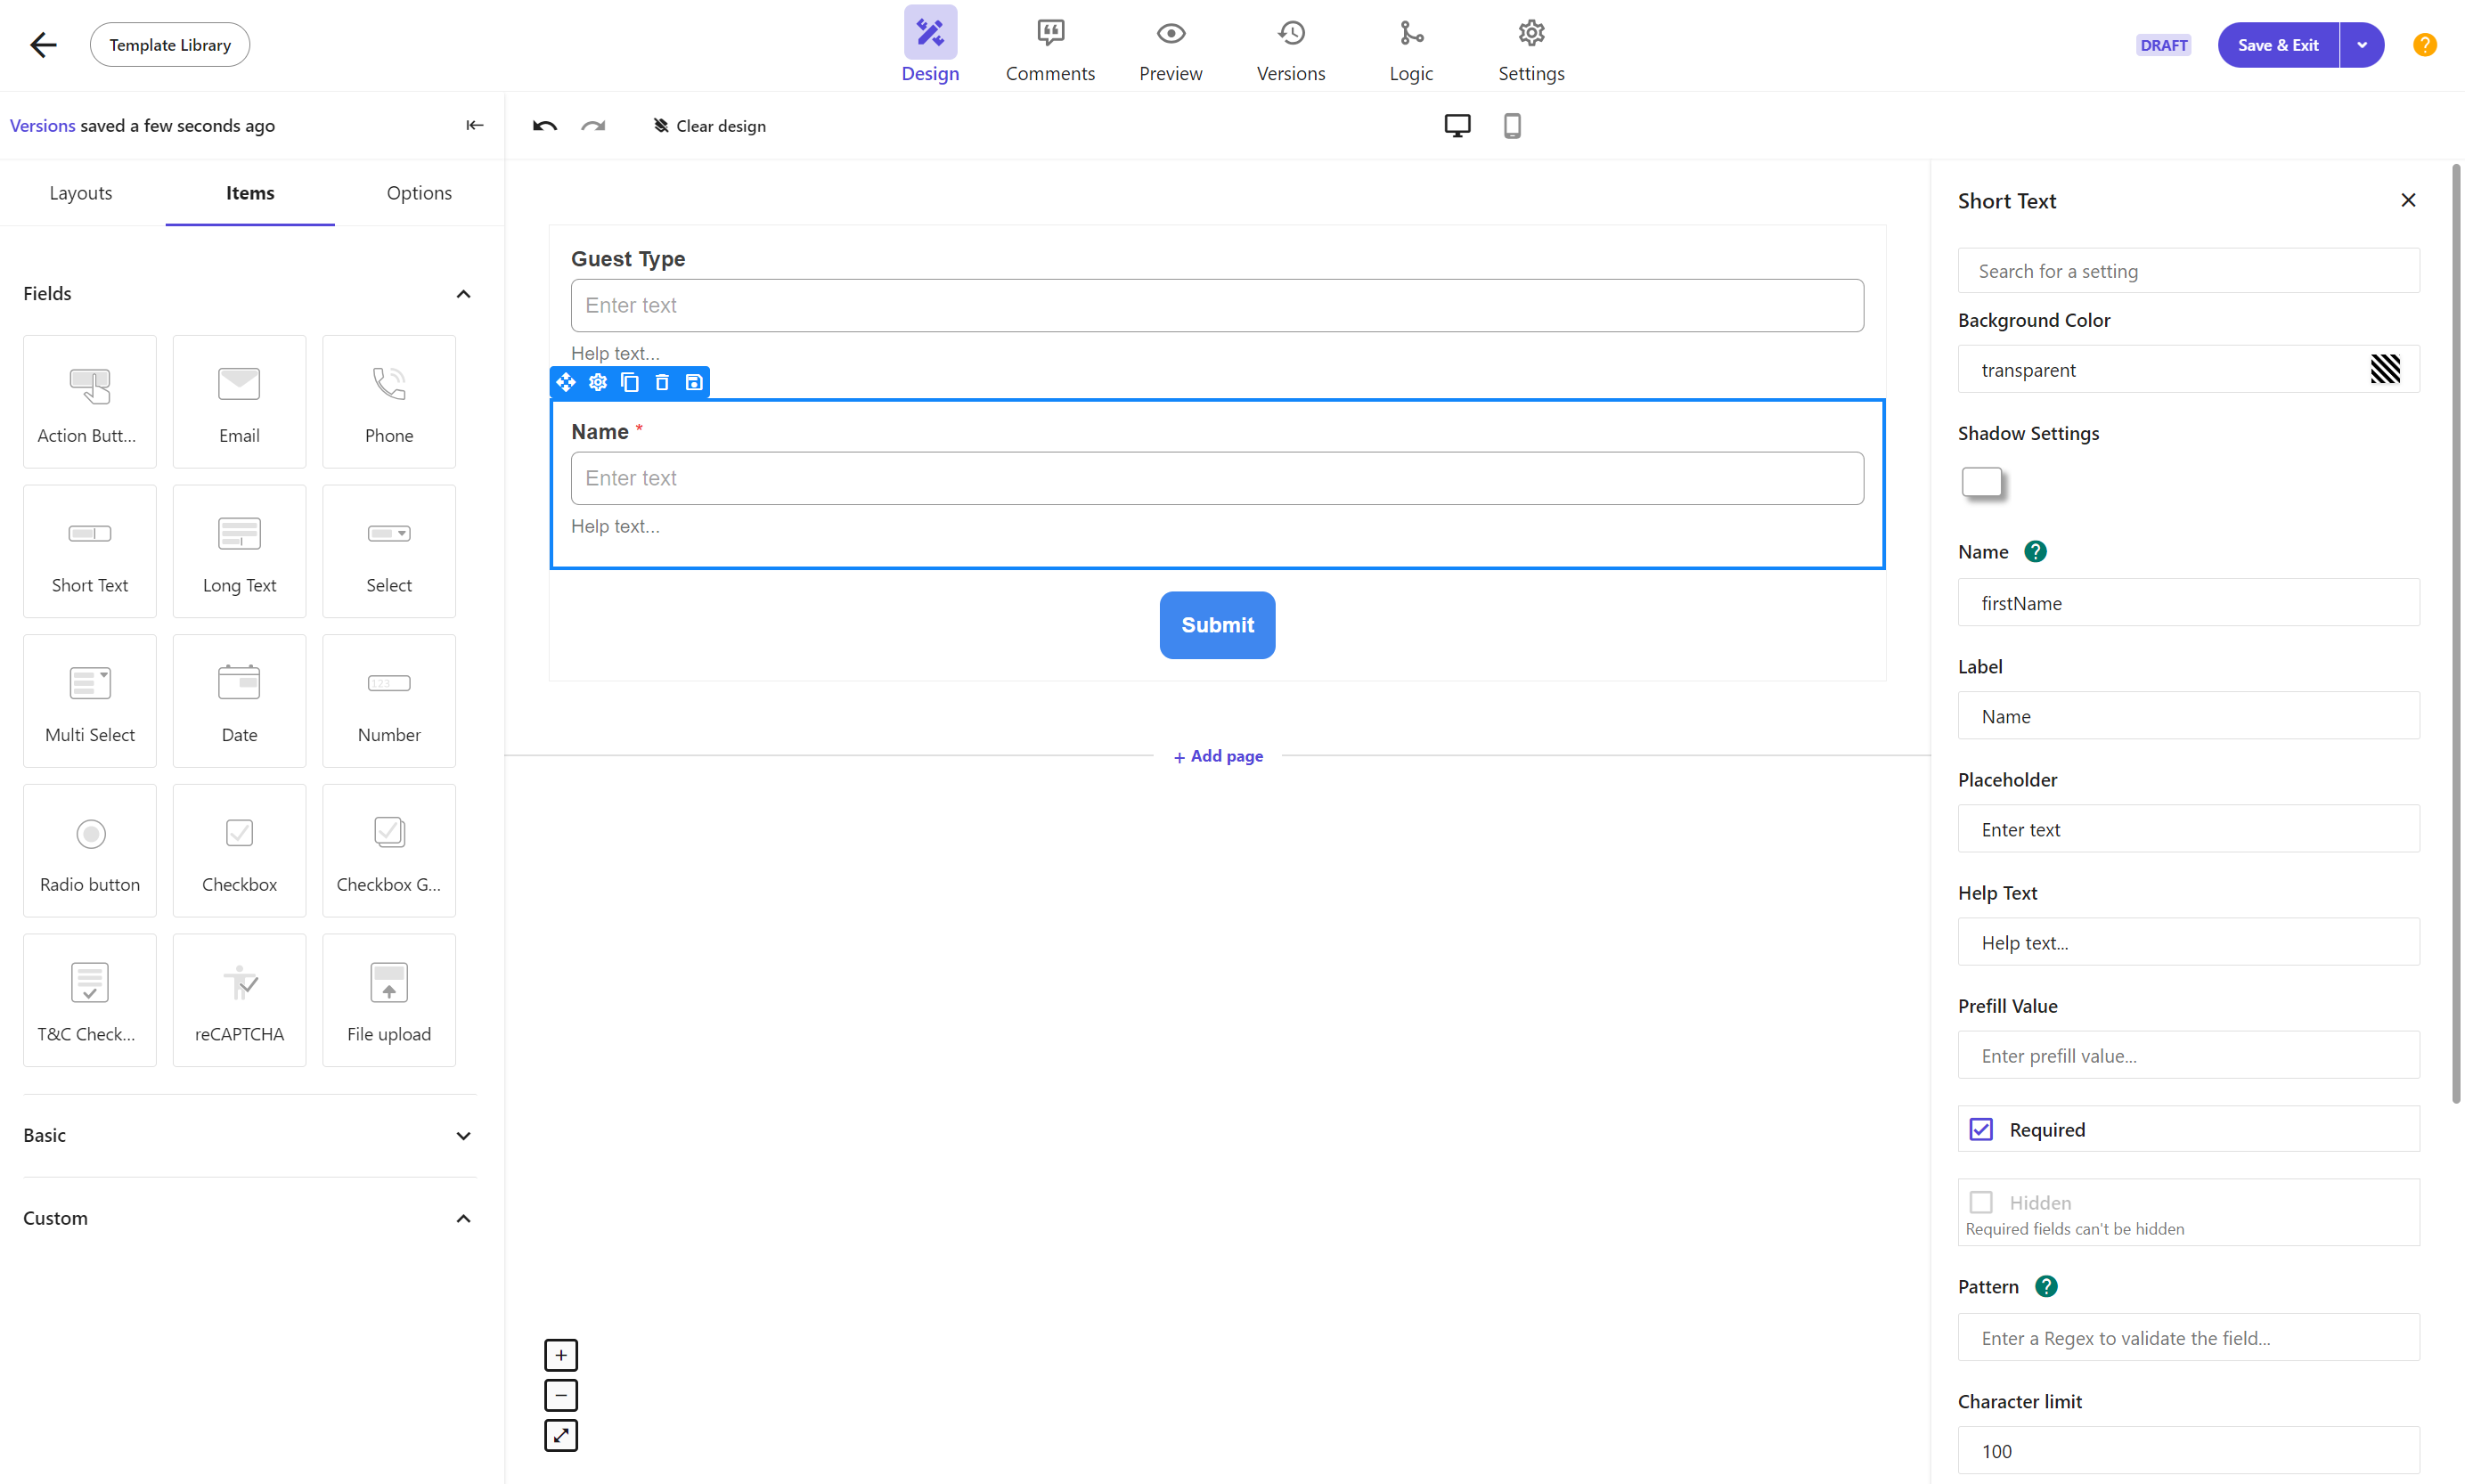 Template Library
Design
Comments
Preview
Versions
Logic
Settings
DRAFT
Save & Exit
?
Versions saved a few seconds ago
Clear design
Layouts
Items
Options
Fields
Action Butt...
Email
Phone
Short Text
Long Text
Select
123
Multi Select
Date
Number
Radio button
Checkbox
Checkbox G...
T&C Check...
reCAPTCHA
File upload
Basic
Custom
Guest Type
Enter text
Help text...
Name *
Enter text
Help text...
Submit
+ Add page
Short Text
Search for a setting
Background Color
transparent
Shadow Settings
Name ?
firstName
Label
Name
Placeholder
Enter text
Help Text
Help text...
Prefill Value
Enter prefill value...
Required
Hidden
Required fields can't be hidden
Pattern ?
Enter a Regex to validate the field...
Character limit
100